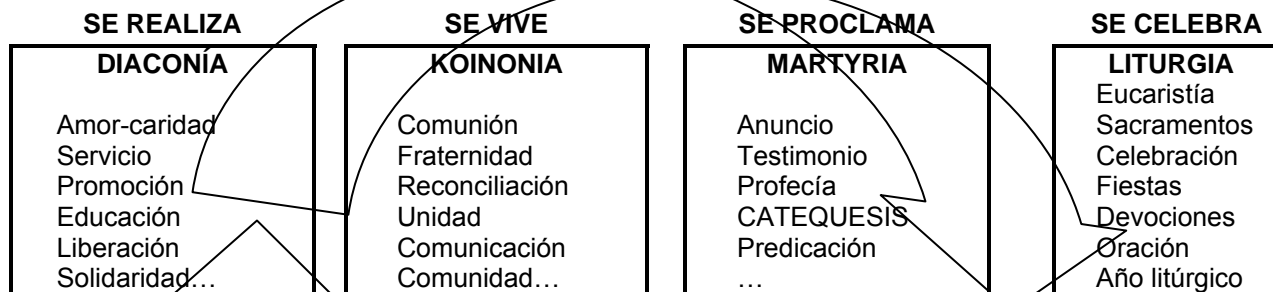 SE REALIZA
DIACONÍA
Amor-caridad
Servicio
Promoción
Educación
Liberación
Solidaridad…
SE VIVE
KOINONIA
Comunión
Fraternidad
Reconciliación
Unidad
Comunicación
Comunidad…
SE PROCLAMA
MARTYRIA
Anuncio
Testimonio
Profecía
CATEQUESIS
Predicación
…
SE CELEBRA
LITURGIA
Eucaristía
Sacramentos
Celebración
Fiestas
Devociones
Oración
Año litúrgico